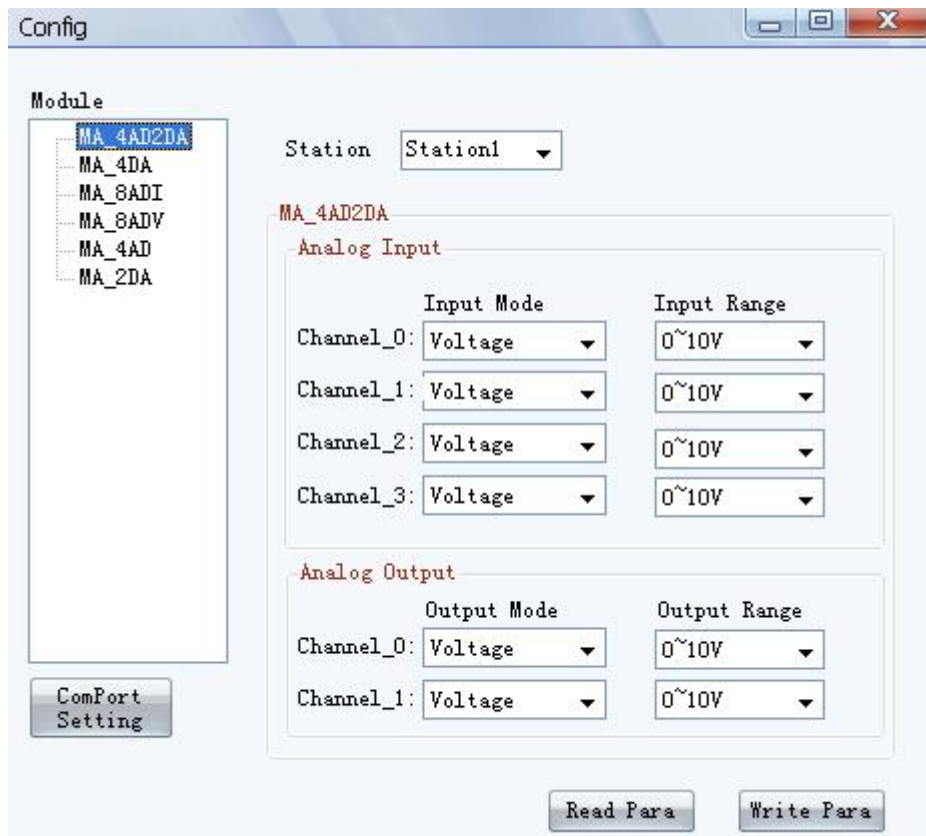 Config
Module
MA_4AD2DA
MA_4DA
MA_8ADI
MA_8ADV
MA_4AD
MA_2DA
Station Station1
MA_4AD2DA
Analog Input
Input Mode Input Range
Channel_0: Voltage 0~10V
Channel_1: Voltage 0~10V
Channel_2: Voltage 0~10V
Channel_3: Voltage 0~10V
Analog Output
Output Mode Output Range
Channel_0: Voltage 0~10V
Channel_1: Voltage 0~10V
ComPort
Setting
Read Para Write Para